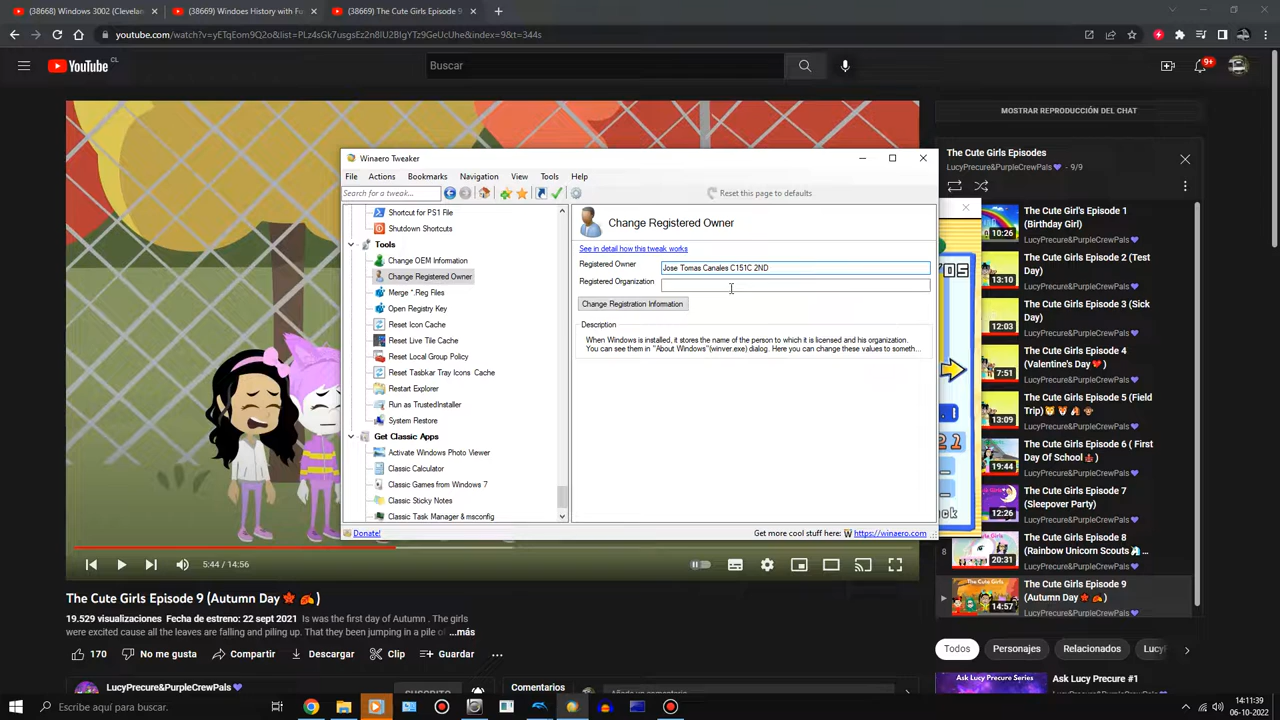 (38668) Windows 3002 (Clevelan
(38669) Windoes History with Fo
(38669) The Cute Girls Episode 9
youtube.com/watch?v=yETqEom9Q2o&list=PLz4sGk7usgsEz2n8IU2BIgYTz9GeUcUhe&index=9&t=344s
YouTube CL
Buscar
9+
MOSTRAR REPRODUCCIÓN DEL CHAT
Winaero Tweaker
File Actions Bookmarks Navigation View Tools Help
Search for a tweak...
Reset this page to defaults
Shortcut for PS1 File
Shutdown Shortcuts
Tools
Change OEM Information
Change Registered Owner
Merge *.Reg Files
Open Registry Key
Reset Icon Cache
Reset Live Tile Cache
Reset Local Group Policy
Reset Taskbar Tray Icons Cache
Restart Explorer
Run as TrustedInstaller
System Restore
Get Classic Apps
Activate Windows Photo Viewer
Classic Calculator
Classic Games from Windows 7
Classic Sticky Notes
Classic Task Manager & msconfig
Change Registered Owner
See in detail how this tweak works
Registered Owner
Jose Tomas Canales C151C 2ND
Registered Organization
Change Registration Information
Description
When Windows is installed, it stores the name of the person to which it is licensed and his organization.
You can see them in "About Windows"(winver.exe) dialog. Here you can change these values to someth...
Donate!
Get more cool stuff here: https://winaero.com
The Cute Girls Episodes
LucyPrecure&PurpleCrewPals💜 • 9/9
The Cute Girl's Episode 1
(Birthday Girl)
LucyPrecure&PurpleCrewPals💜
10:26
The Cute Girls Episode 2 (Test
Day)
LucyPrecure&PurpleCrewPals💜
13:10
The Cute Girls Episode 3 (Sick
Day)
LucyPrecure&PurpleCrewPals💜
12:03
The Cute Girls Episode 4
(Valentine's Day💘)
LucyPrecure&PurpleCrewPals💜
7:51
The Cute Girls Episode 5 (Field
Trip)
LucyPrecure&PurpleCrewPals💜
13:09
The Cute Girls Episode 6 ( First
Day Of School🏫)
LucyPrecure&PurpleCrewPals💜
19:44
The Cute Girls Episode 7
(Sleepover Party)
LucyPrecure&PurpleCrewPals💜
12:26
8
The Cute Girls Episode 8
(Rainbow Unicorn Scouts🦄...
LucyPrecure&PurpleCrewPals💜
20:31
The Cute Girls Episode 9
(Autumn Day🍁🍂)
LucyPrecure&PurpleCrewPals💜
14:57
5:44 / 14:56
The Cute Girls Episode 9 (Autumn Day🍁🍂)
19.529 visualizaciones Fecha de estreno: 22 sept 2021 Is was the first day of Autumn . The girls
were excited cause all the leaves are falling and piling up. That they been jumping in a pile of ...más
170 No me gusta Compartir Descargar Clip Guardar
LucyPrecure&PurpleCrewPals💜
SUSCRITO
Comentarios
Añade un comentario...
Todos Personajes Relacionados LucyF
Ask LucyPrecure #1
Ask Lucy Precure Series
LucyPrecure&PurpleCrewPals💜
Escribe aquí para buscar.
14:11:39
06-10-2022